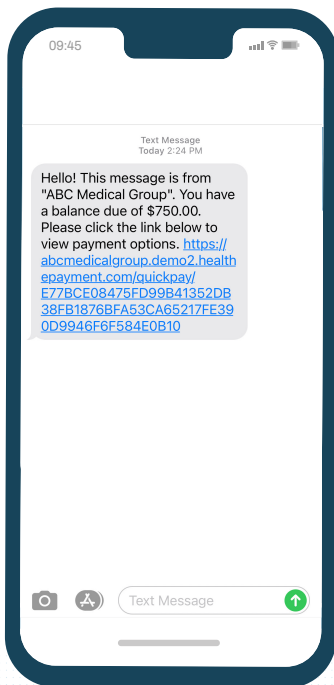 09:45
Text Message
Today 2:24 PM
Hello! This message is from
"ABC Medical Group". You have
a balance due of $750.00.
Please click the link below to
view payment options. https://
abcmedicalgroup.demo2.health
epayment.com/quickpay/
E77BCE08475FD99B41352DB
38FB1876BFA53CA65217FE39
0D9946F6F584E0B10
Text Message